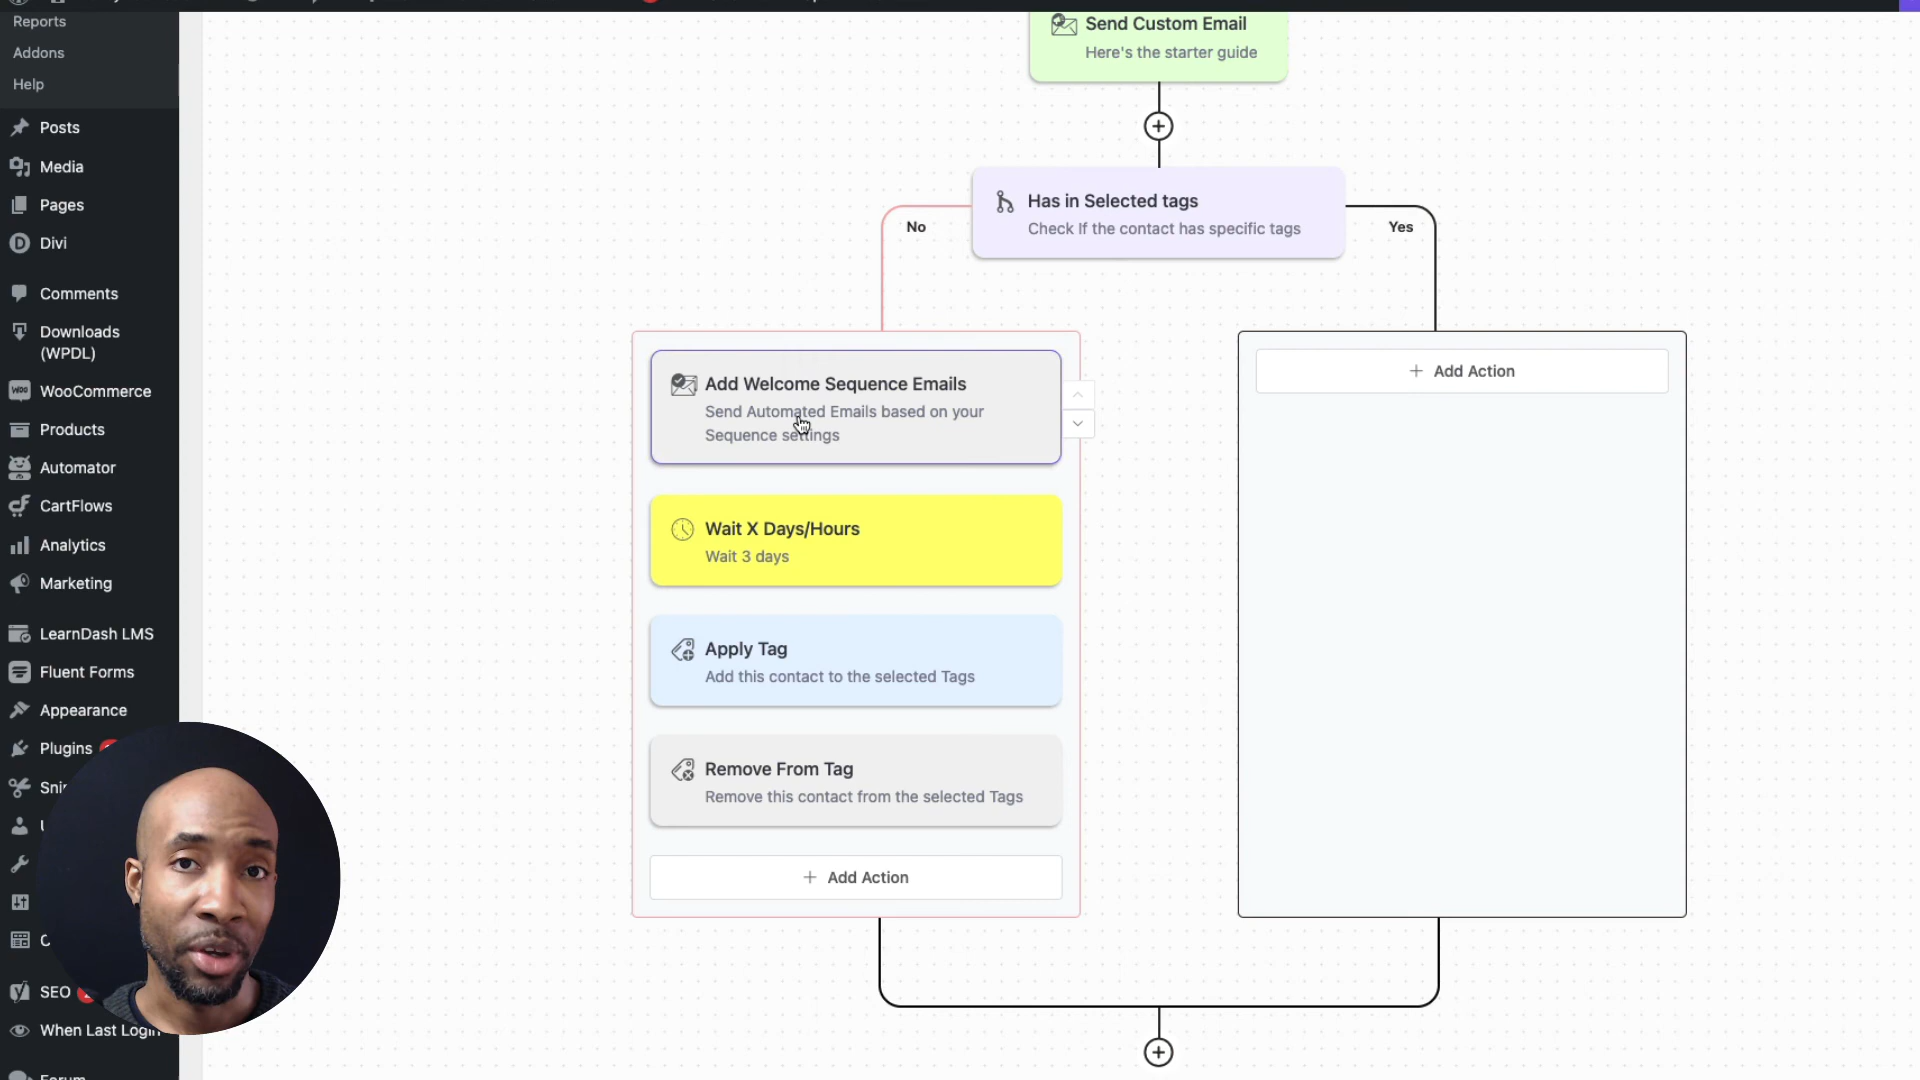 Reports
Addons
Help
Posts
Media
Pages
Divi
Comments
Downloads
(WPDL)
WooCommerce
Products
Automator
CartFlows
Analytics
Marketing
LearnDash LMS
Fluent Forms
Appearance
Plugins
SEO
When Last Login
Send Custom Email
Here's the starter guide
Has in Selected tags
Check If the contact has specific tags
No
Yes
Add Welcome Sequence Emails
Send Automated Emails based on your
Sequence settings
Wait X Days/Hours
Wait 3 days
Apply Tag
Add this contact to the selected Tags
Remove From Tag
Remove this contact from the selected Tags
+ Add Action
+ Add Action